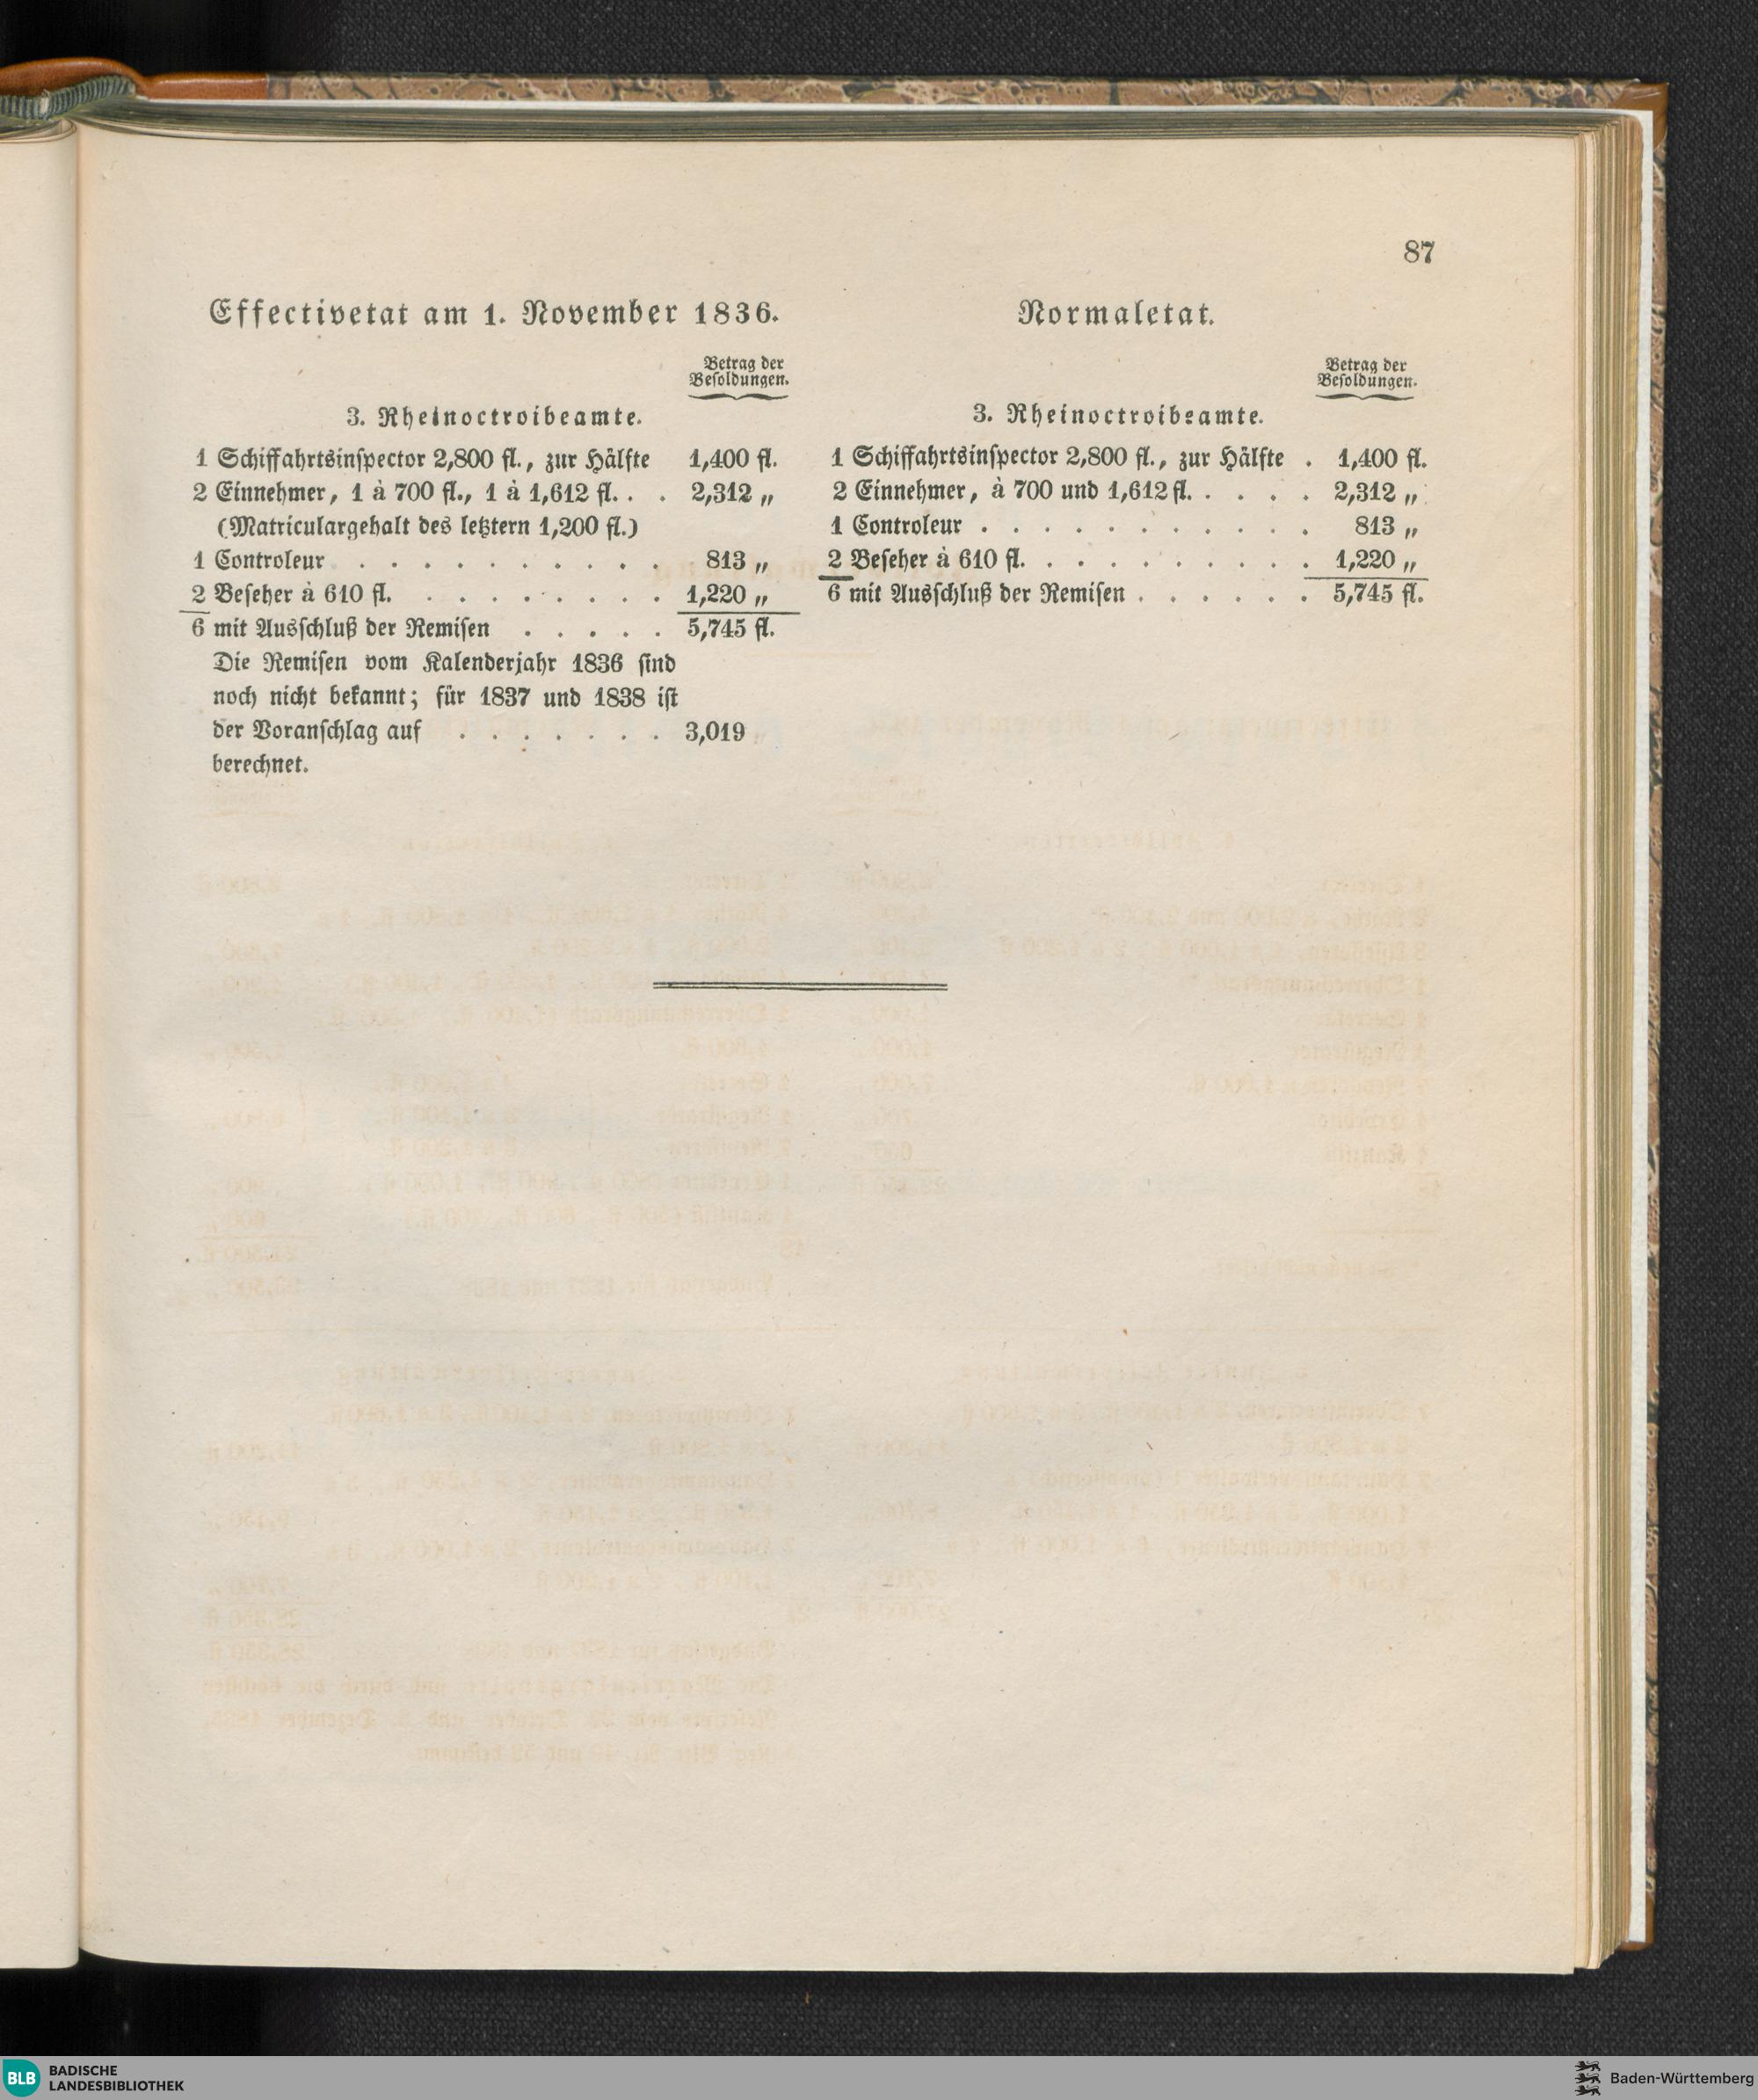 87
Effectivetat am 1. November 1836.
Betrag der
Besoldungen.
3. Rheinoctroibeamte.
1 Schiffahrtsinspector 2,800 fl., zur Hälfte 1,400 fl.
2 Einnehmer, 1 à 700 fl., 1 à 1,612 fl. . . 2,312 „
(Matriculargehalt des letztern 1,200 fl.)
1 Controleur . . . . . . . . . . 813 „
2 Beseher à 610 fl. . . . . . . . . 1,220 „
6 mit Ausschluß der Remisen . . . . . 5,745 fl.
Die Remisen vom Kalenderjahr 1836 sind
noch nicht bekannt; für 1837 und 1838 ist
der Voranschlag auf . . . . . . . 3,019 „
berechnet.
Normaletat.
Betrag der
Besoldungen.
3. Rheinoctroibeamte.
1 Schiffahrtsinspector 2,800 fl., zur Hälfte . 1,400 fl.
2 Einnehmer, à 700 und 1,612 fl. . . . . 2,312 „
1 Controleur . . . . . . . . . . . 813 „
2 Beseher à 610 fl. . . . . . . . . . 1,220 „
6 mit Ausschluß der Remisen . . . . . . 5,745 fl.
BLB BADISCHE
LANDESBIBLIOTHEK
Baden-Württemberg